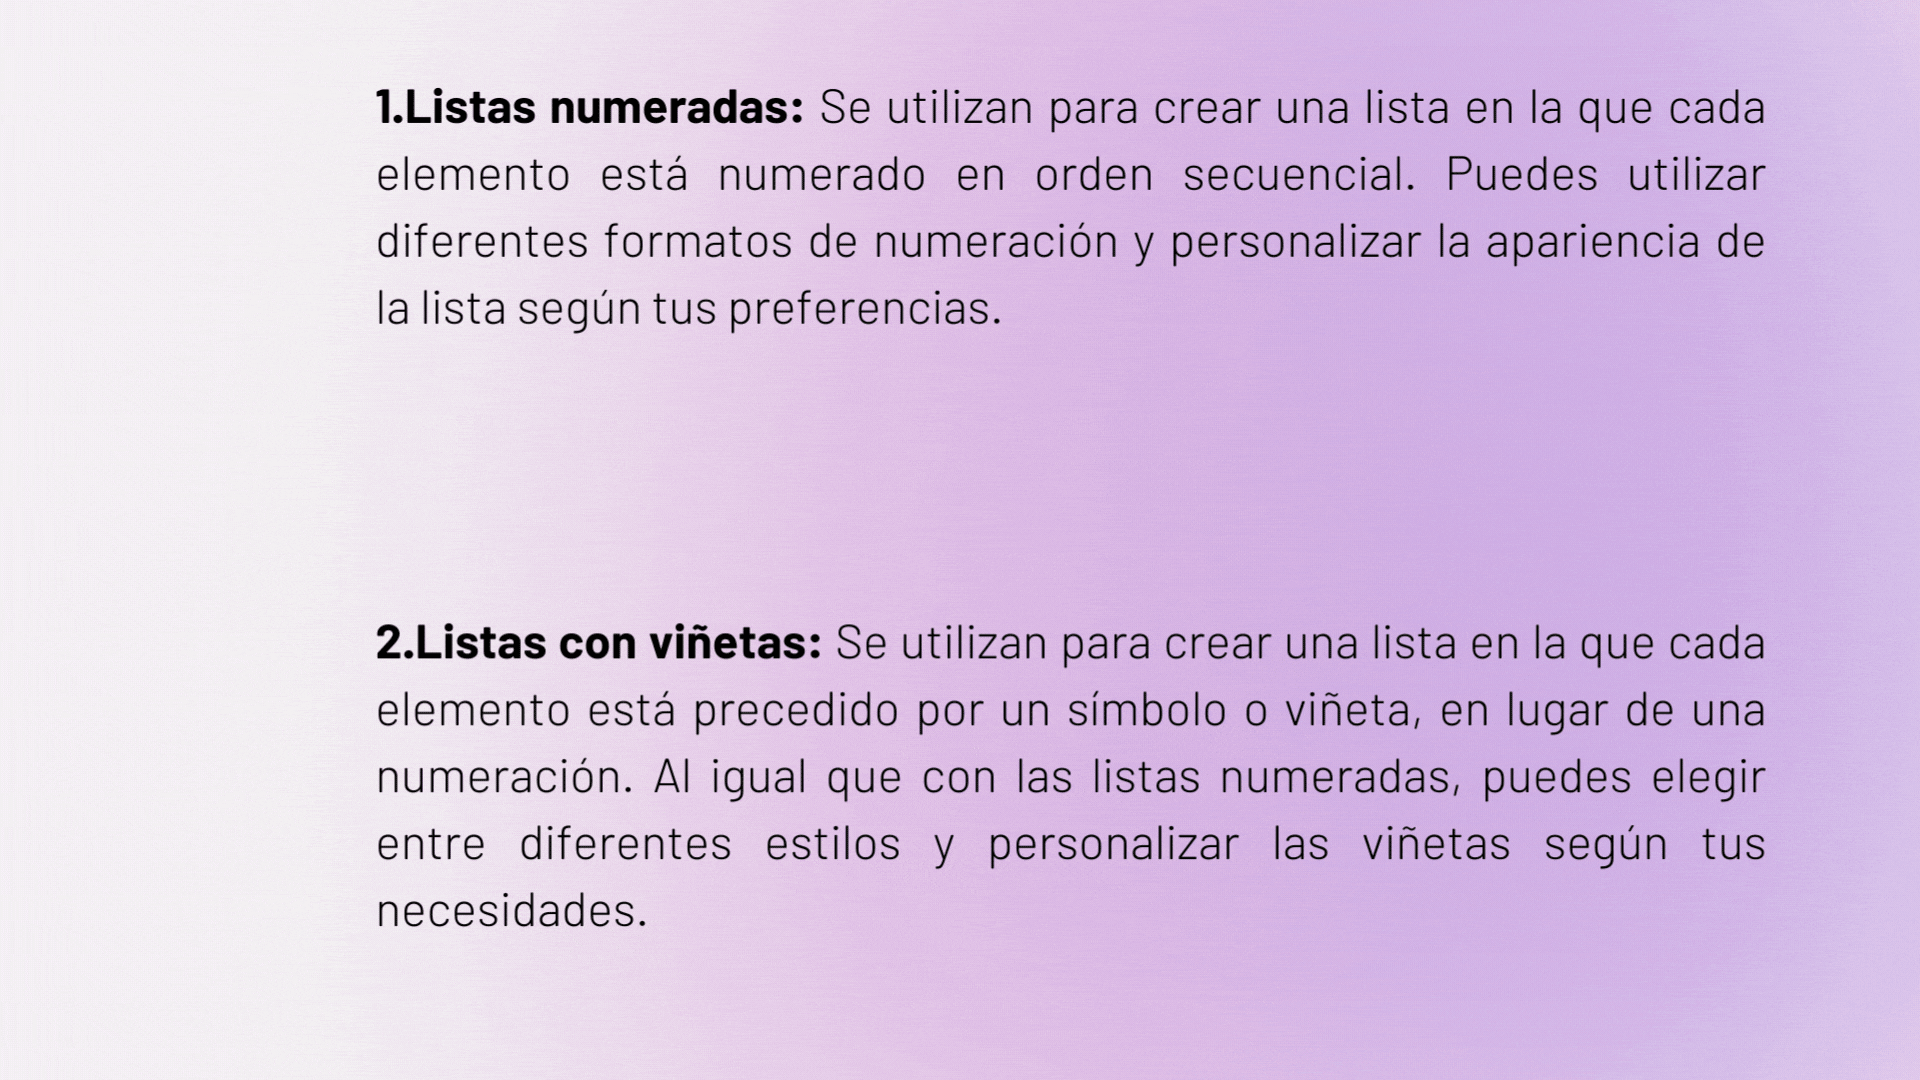 1.Listas numeradas: Se utilizan para crear una lista en la que cada
elemento está numerado en orden secuencial. Puedes utilizar
diferentes formatos de numeración y personalizar la apariencia de
la lista según tus preferencias.
2.Listas con viñetas: Se utilizan para crear una lista en la que cada
elemento está precedido por un símbolo o viñeta, en lugar de una
numeración. Al igual que con las listas numeradas, puedes elegir
entre diferentes estilos y personalizar las viñetas según tus
necesidades.